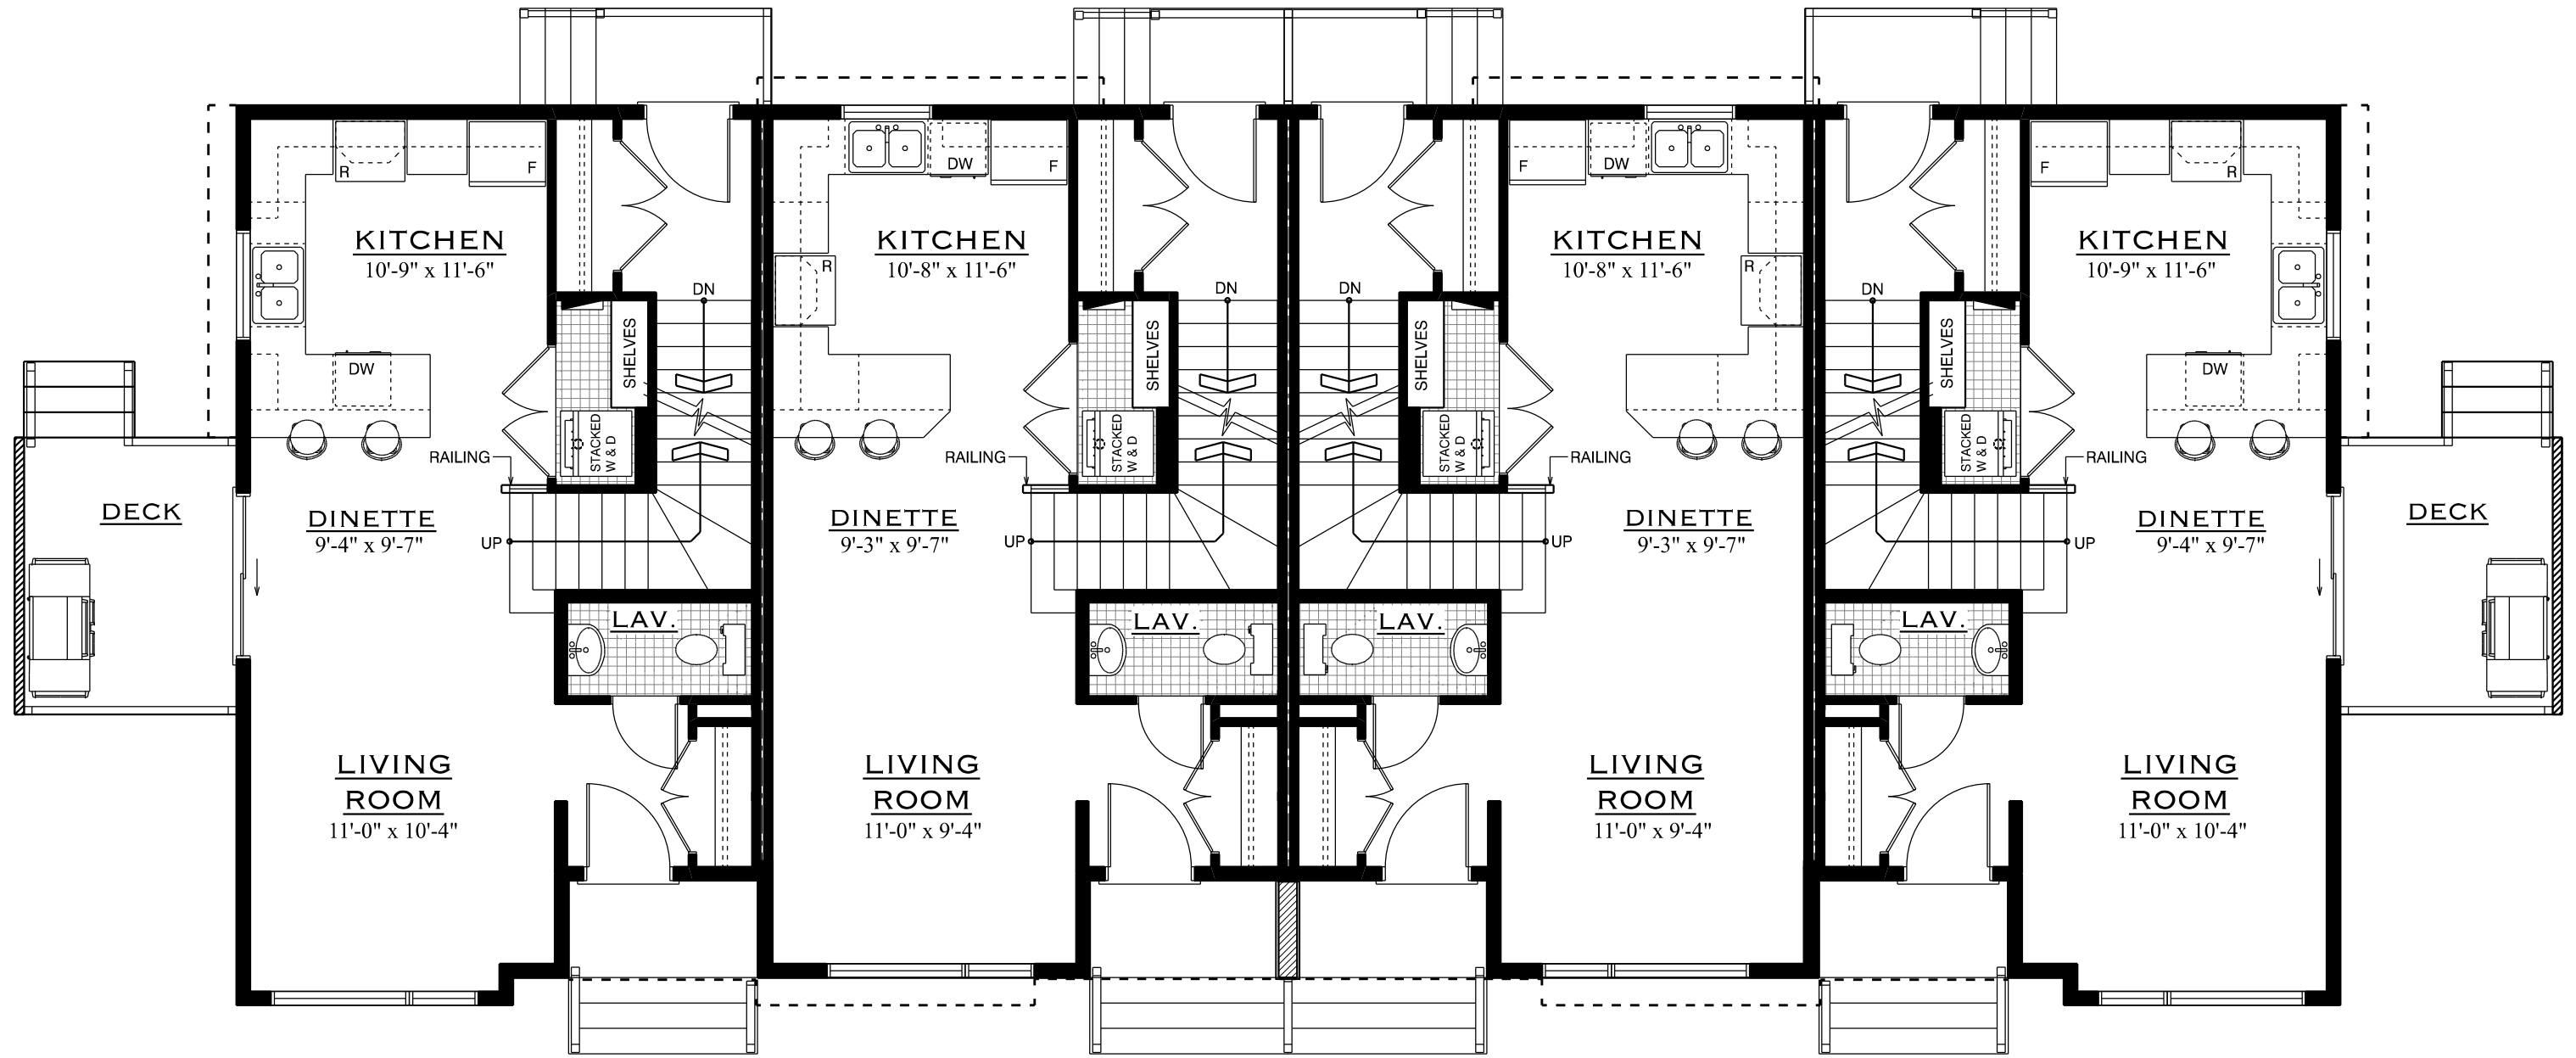 DN
DN
DN
DN
R
F
DW
F
F
DW
F
R
KITCHEN
10'-9" x 11'-6"
KITCHEN
10'-8" x 11'-6"
R
KITCHEN
10'-8" x 11'-6"
R
KITCHEN
10'-9" x 11'-6"
DW
SHELVES
SHELVES
SHELVES
SHELVES
DW
STACKED
W & D
STACKED
W & D
STACKED
W & D
STACKED
W & D
RAILING
RAILING
RAILING
RAILING
DECK
DINETTE
9'-4" x 9'-7"
UP
DINETTE
9'-3" x 9'-7"
UP
DINETTE
9'-3" x 9'-7"
UP
DINETTE
9'-4" x 9'-7"
UP
DECK
LAV.
LAV.
LAV.
LAV.
LIVING
ROOM
11'-0" x 10'-4"
LIVING
ROOM
11'-0" x 9'-4"
LIVING
ROOM
11'-0" x 9'-4"
LIVING
ROOM
11'-0" x 10'-4"